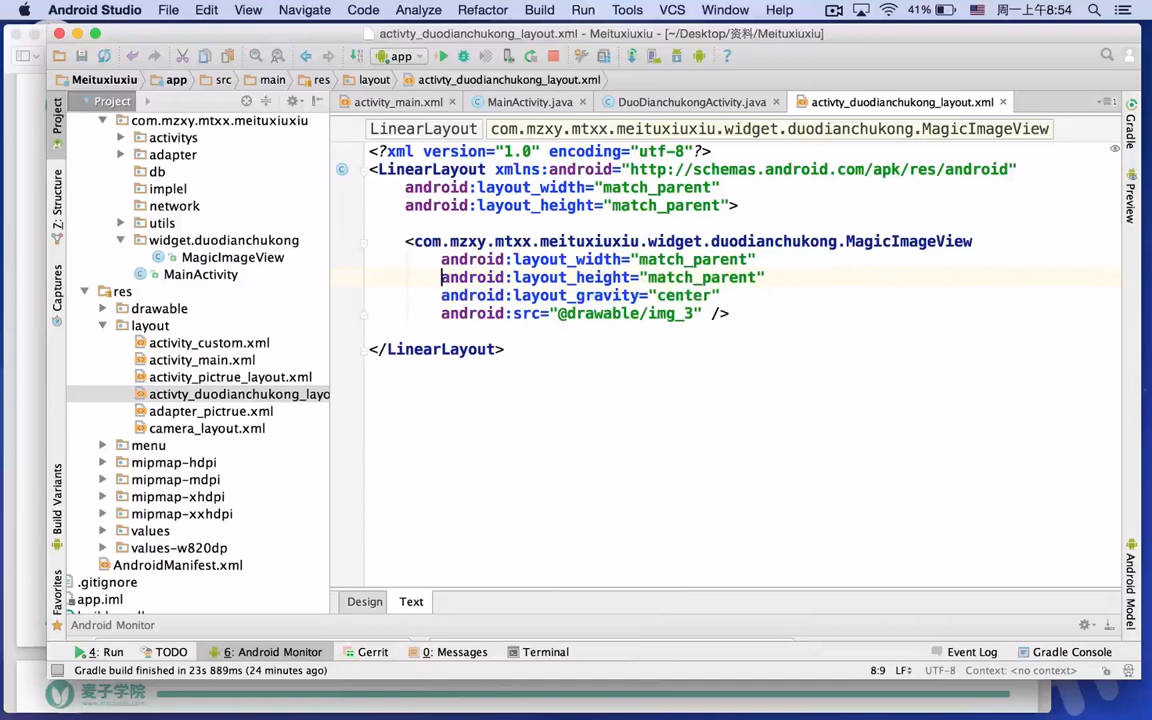 Android Studio File Edit View Navigate Code Analyze Refactor Build Run Tools VCS Window Help 41% 周一上午8:54
activty_duodianchukong_layout.xml - Meituxiuxiu - [~/Desktop/资料/Meituxiuxiu]
app
Meituxiuxiu app src main res layout activty_duodianchukong_layout.xml
Project
activity_main.xml MainActivity.java DuoDianchukongActivity.java activty_duodianchukong_layout.xml
LinearLayout com.mzxy.mtxx.meituxiuxiu.widget.duodianchukong.MagicImageView
com.mzxy.mtxx.meituxiuxiu
activitys
adapter
db
implel
network
utils
widget.duodianchukong
MagicImageView
MainActivity
res
drawable
layout
activity_custom.xml
activity_main.xml
activity_pictrue_layout.xml
activty_duodianchukong_layo
adapter_pictrue.xml
camera_layout.xml
menu
mipmap-hdpi
mipmap-mdpi
mipmap-xhdpi
mipmap-xxhdpi
values
values-w820dp
AndroidManifest.xml
.gitignore
app.iml
<?xml version="1.0" encoding="utf-8"?>
<LinearLayout xmlns:android="http://schemas.android.com/apk/res/android"
android:layout_width="match_parent"
android:layout_height="match_parent">
<com.mzxy.mtxx.meituxiuxiu.widget.duodianchukong.MagicImageView
android:layout_width="match_parent"
android:layout_height="match_parent"
android:layout_gravity="center"
android:src="@drawable/img_3" />
</LinearLayout>
Project
Z: Structure
Captures
Build Variants
Favorites
Gradle
Preview
Android Model
Design Text
Android Monitor
4: Run TODO 6: Android Monitor Gerrit 0: Messages Terminal Event Log Gradle Console
Gradle build finished in 23s 889ms (24 minutes ago) 8:9 LF UTF-8 Context: <no context>
麦子学院
www.maiziedu.com